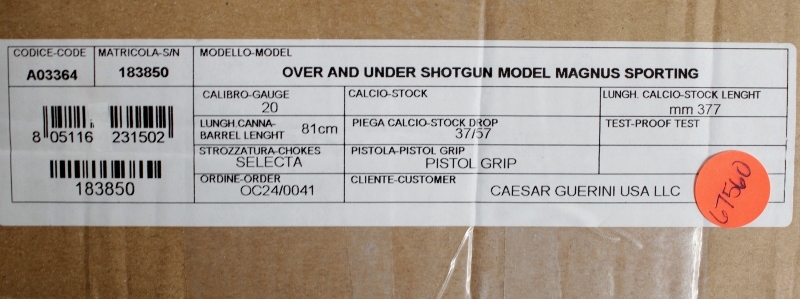 CODICE-CODE
A03364
MATRICOLA-S/N
183850
MODELLO-MODEL
OVER AND UNDER SHOTGUN MODEL MAGNUS SPORTING
8 05116 231502
183850
CALIBRO-GAUGE
20
CALCIO-STOCK
LUNGH. CALCIO-STOCK LENGHT
mm 377
LUNGH.CANNA-
BARREL LENGHT 81cm
PIEGA CALCIO-STOCK DROP
37/57
TEST-PROOF TEST
STROZZATURA-CHOKES
SELECTA
PISTOLA-PISTOL GRIP
PISTOL GRIP
ORDINE-ORDER
OC24/0041
CLIENTE-CUSTOMER
CAESAR GUERINI USA LLC
67560